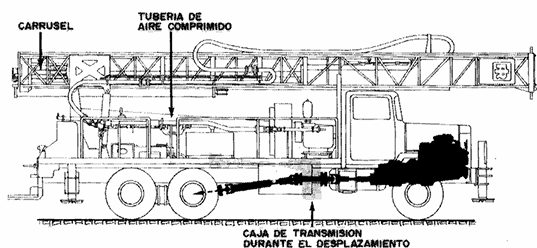 TUBERIA DE
AIRE COMPRIMIDO
CARRUSEL
CAJA DE TRANSMISION
DURANTE EL DESPLAZAMIENTO